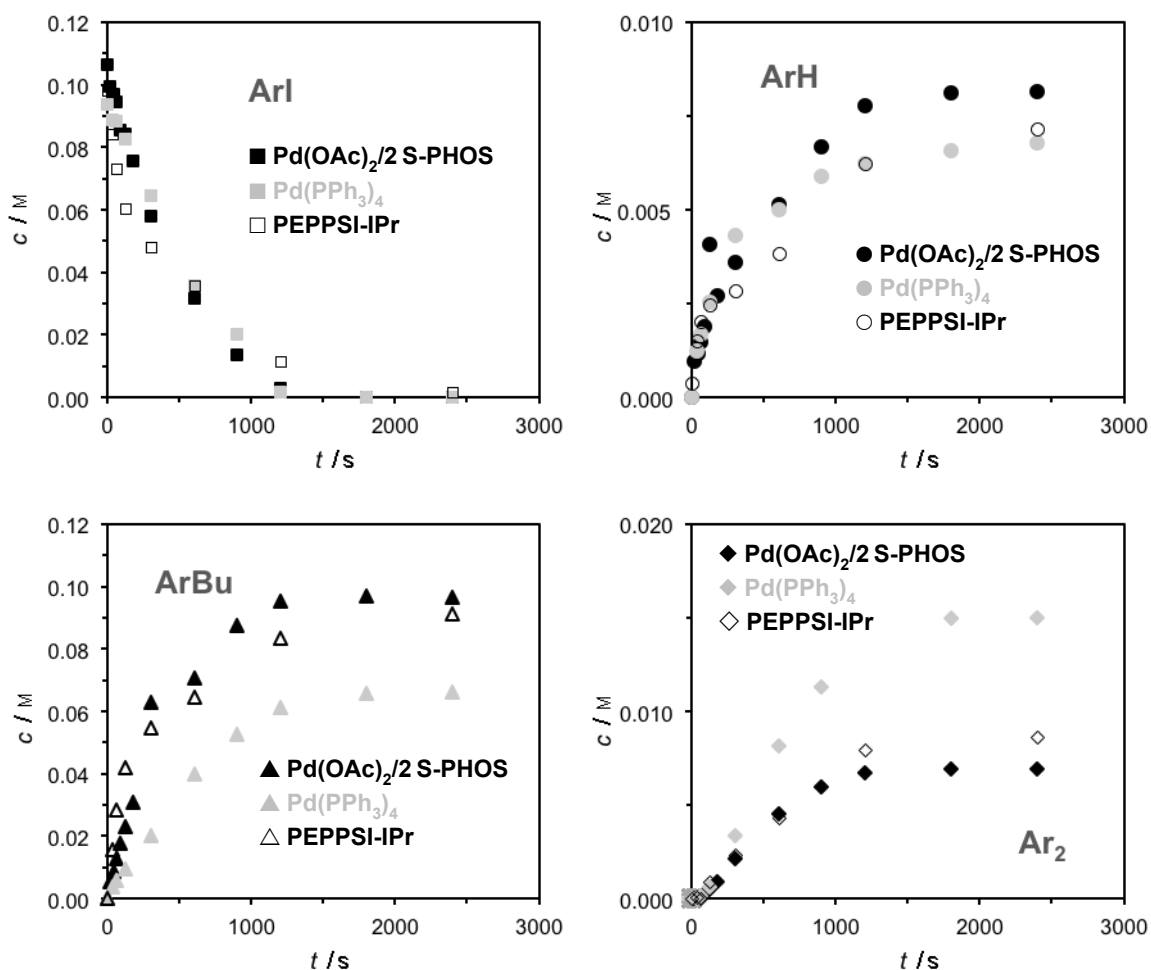 0.12
0.10
0.08
0.06
0.04
0.02
0.00
c / M
0
1000
2000
3000
t /s
ArI
Pd(OAc)₂/2 S-PHOS
Pd(PPh₃)₄
PEPPSI-IPr
0.010
0.005
0.000
c / M
0
1000
2000
3000
t /s
ArH
Pd(OAc)₂/2 S-PHOS
Pd(PPh₃)₄
PEPPSI-IPr
0.12
0.10
0.08
0.06
0.04
0.02
0.00
c / M
0
1000
2000
3000
t /s
ArBu
Pd(OAc)₂/2 S-PHOS
Pd(PPh₃)₄
PEPPSI-IPr
0.020
0.010
0.000
c / M
0
1000
2000
3000
t /s
Pd(OAc)₂/2 S-PHOS
Pd(PPh₃)₄
PEPPSI-IPr
Ar₂